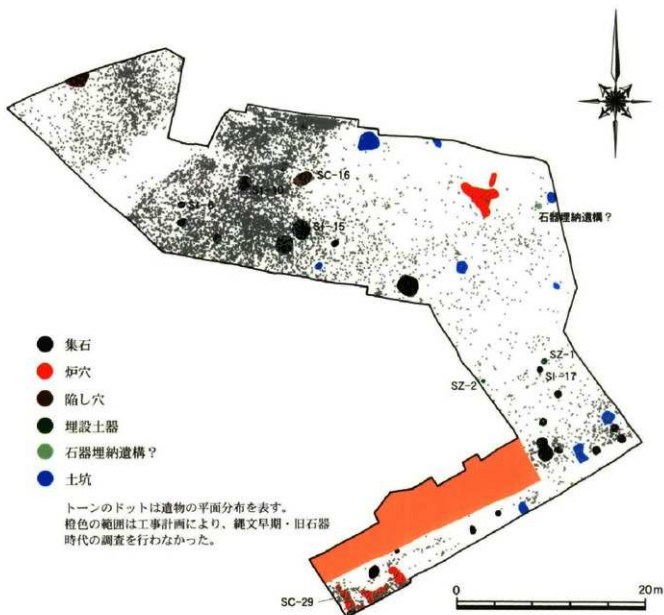 SC-16
SI-15
石器埋納遺構?
SZ-1
SI-17
SZ-2
集石
炉穴
陥し穴
埋設土器
石器埋納遺構?
土坑
トーンのドットは遺物の平面分布を表す。
橙色の範囲は工事計画により、縄文早期・旧石器
時代の調査を行わなかった。
SC-29
0
20m